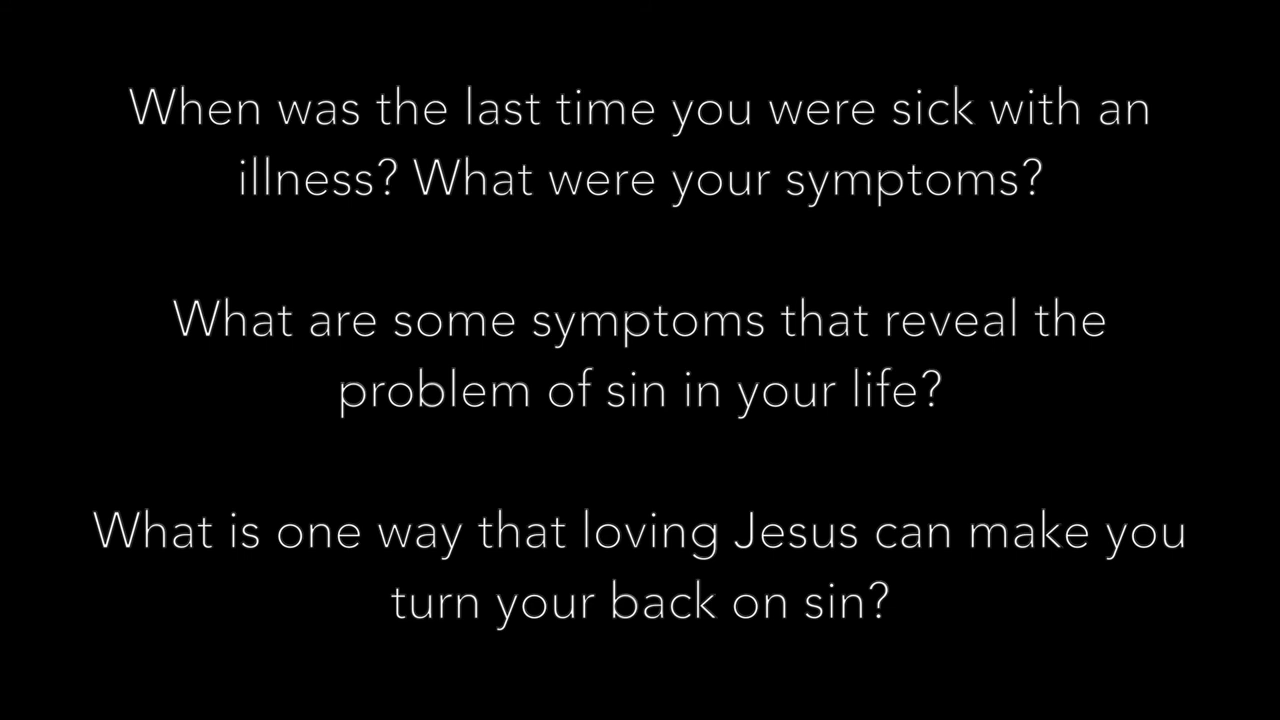 When was the last time you were sick with an
illness? What were your symptoms?
What are some symptoms that reveal the
problem of sin in your life?
What is one way that loving Jesus can make you
turn your back on sin?